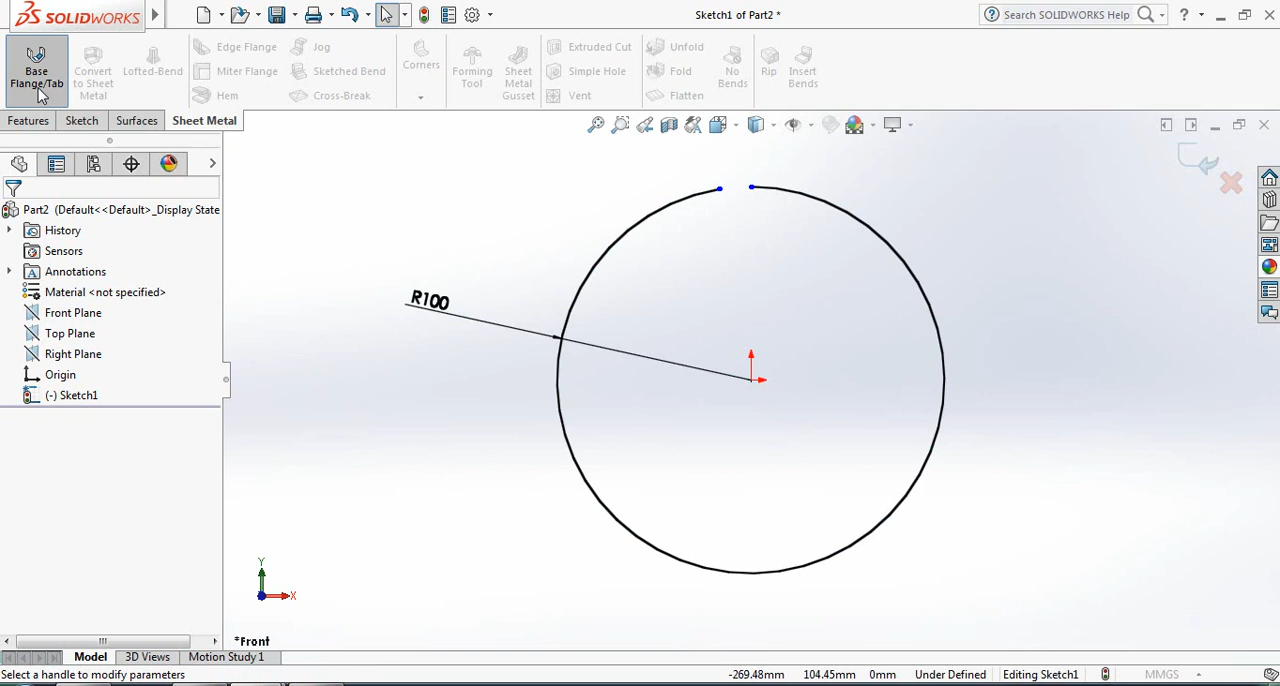 SOLIDWORKS
Sketch1 of Part2 *
Search SOLIDWORKS Help
?
Base Flange/Tab
Convert to Sheet Metal
Lofted-Bend
Edge Flange
Miter Flange
Hem
Jog
Sketched Bend
Cross-Break
Corners
Forming Tool
Sheet Metal Gusset
Extruded Cut
Simple Hole
Vent
Unfold
Fold
Flatten
No Bends
Rip
Insert Bends
Features
Sketch
Surfaces
Sheet Metal
Part2 (Default<<Default>_Display State
History
Sensors
Annotations
Material <not specified>
Front Plane
Top Plane
Right Plane
Origin
(-) Sketch1
R100
Y
X
*Front
Model
3D Views
Motion Study 1
Select a handle to modify parameters
-269.48mm
104.45mm
0mm
Under Defined
Editing Sketch1
MMGS